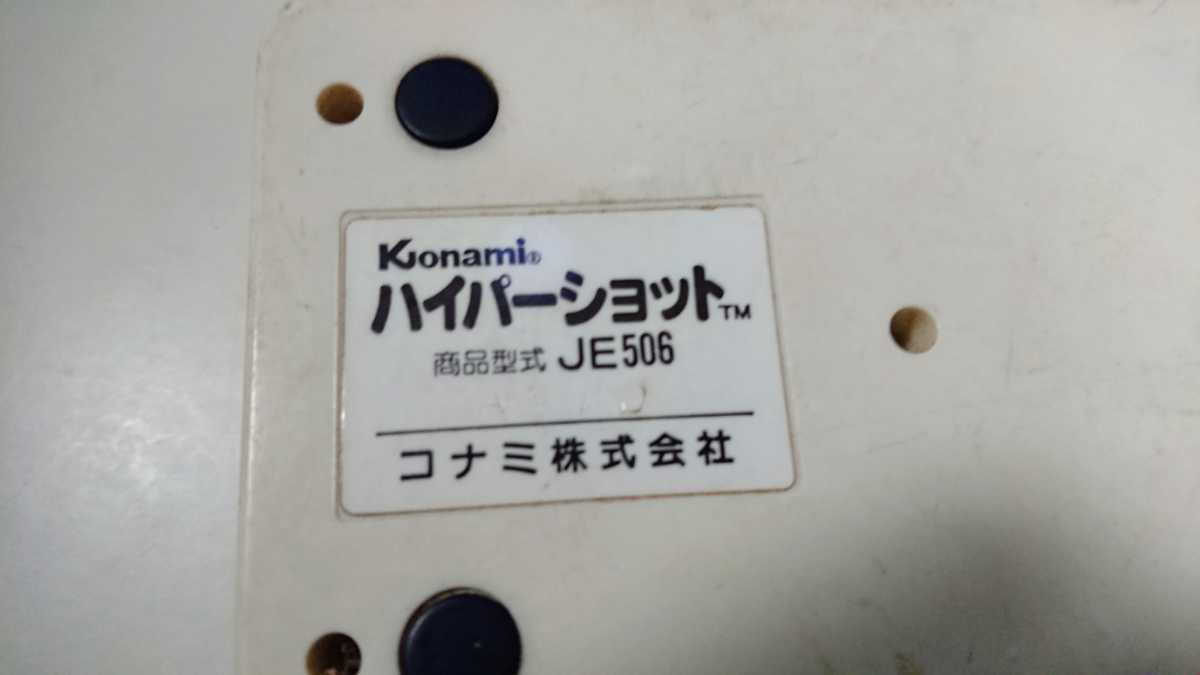 Konami®
ハイパーショット™
商品型式 JE506
コナミ株式会社